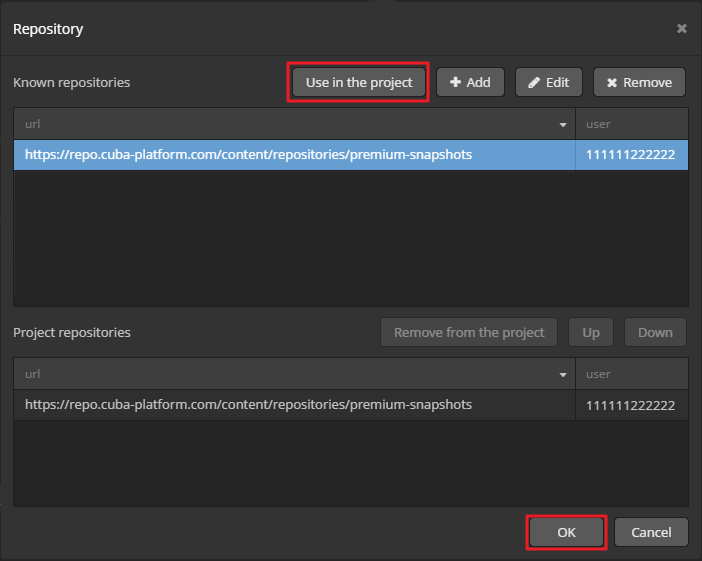 Repository
Known repositories Use in the project Add Edit Remove
url user
https://repo.cuba-platform.com/content/repositories/premium-snapshots 111111222222
Project repositories Remove from the project Up Down
url user
https://repo.cuba-platform.com/content/repositories/premium-snapshots 111111222222
OK Cancel